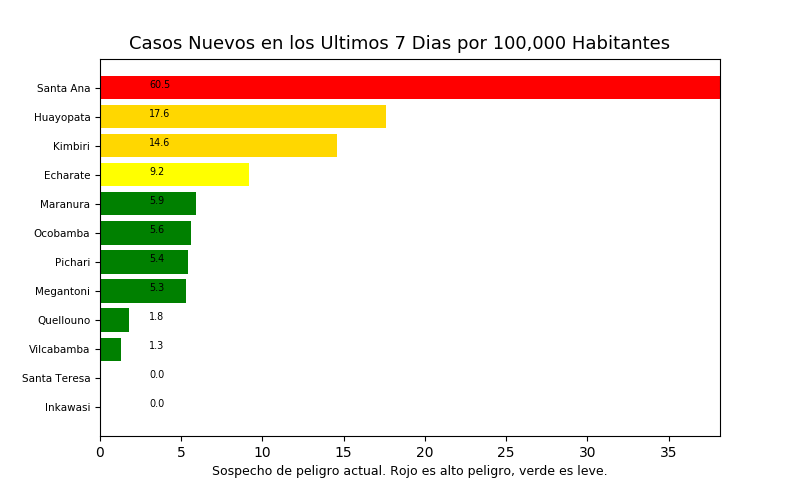 Casos Nuevos en los Ultimos 7 Dias por 100,000 Habitantes
Santa Ana 60.5
Huayopata 17.6
Kimbiri 14.6
Echarate 9.2
Maranura 5.9
Ocobamba 5.6
Pichari 5.4
Megantoni 5.3
Quellouno 1.8
Vilcabamba 1.3
Santa Teresa 0.0
Inkawasi 0.0
0 5 10 15 20 25 30 35
Sospecho de peligro actual. Rojo es alto peligro, verde es leve.